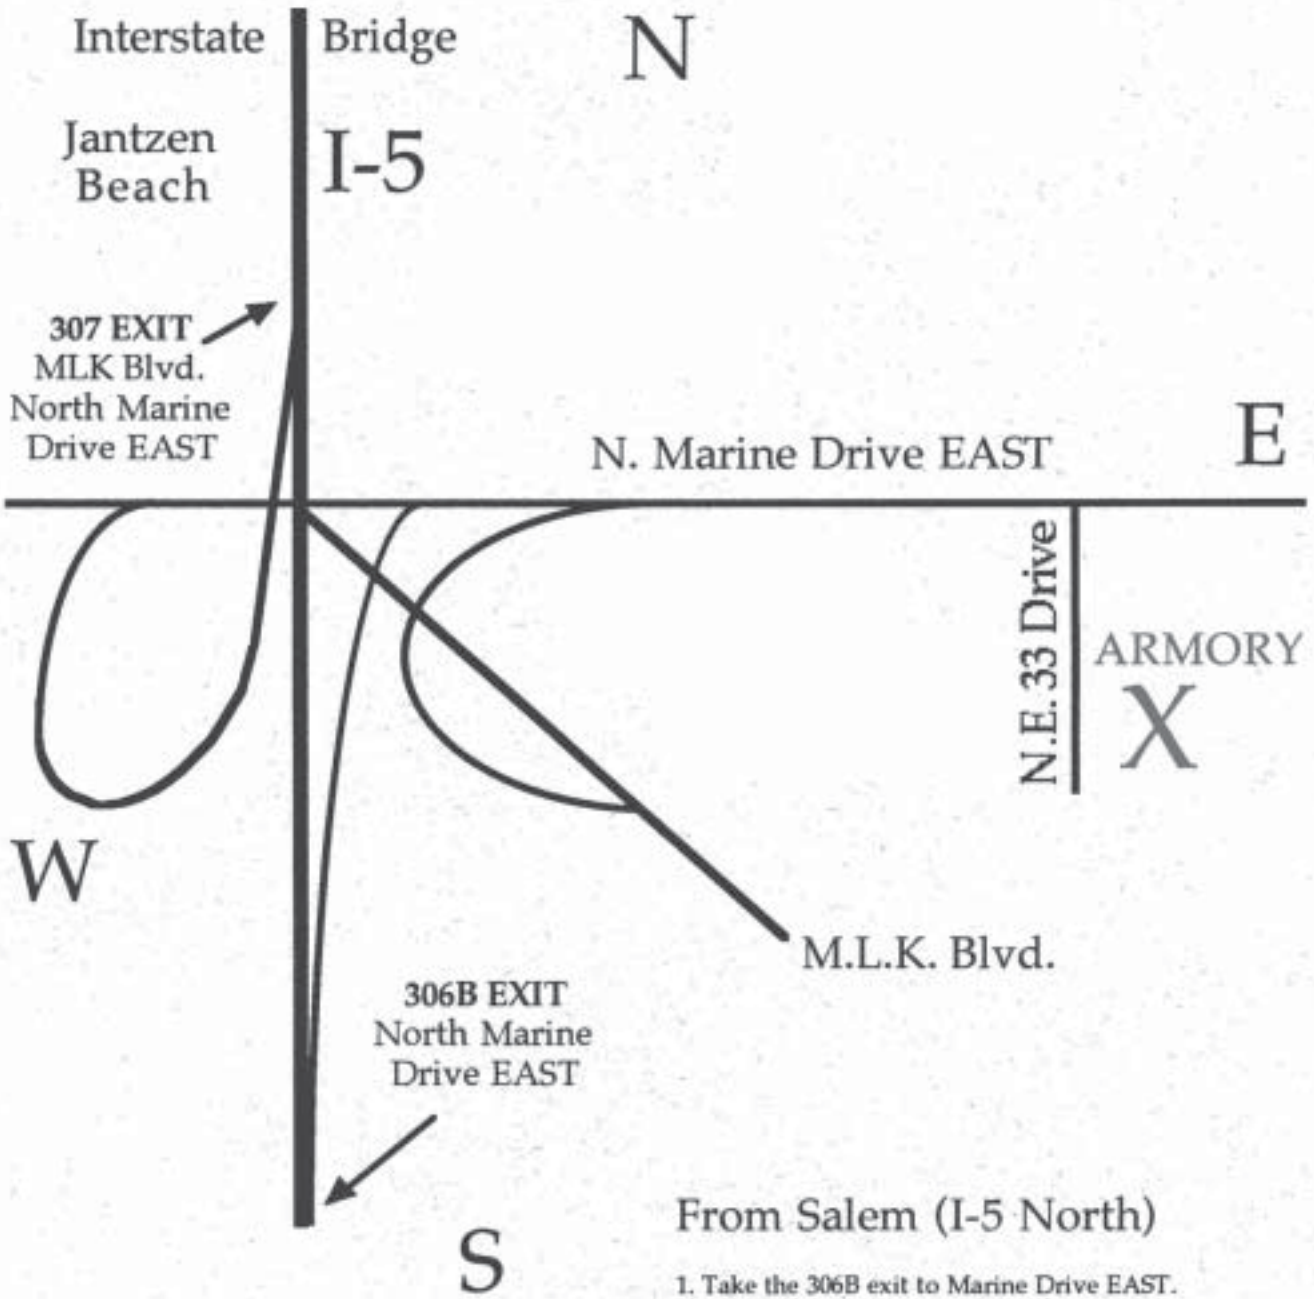 Interstate Bridge
N
Jantzen
Beach
I-5
307 EXIT
MLK Blvd.
North Marine
Drive EAST
N. Marine Drive EAST
E
N.E. 33 Drive
ARMORY
X
W
M.L.K. Blvd.
306B EXIT
North Marine
Drive EAST
S
From Salem (I-5 North)
1. Take the 306B exit to Marine Drive EAST.